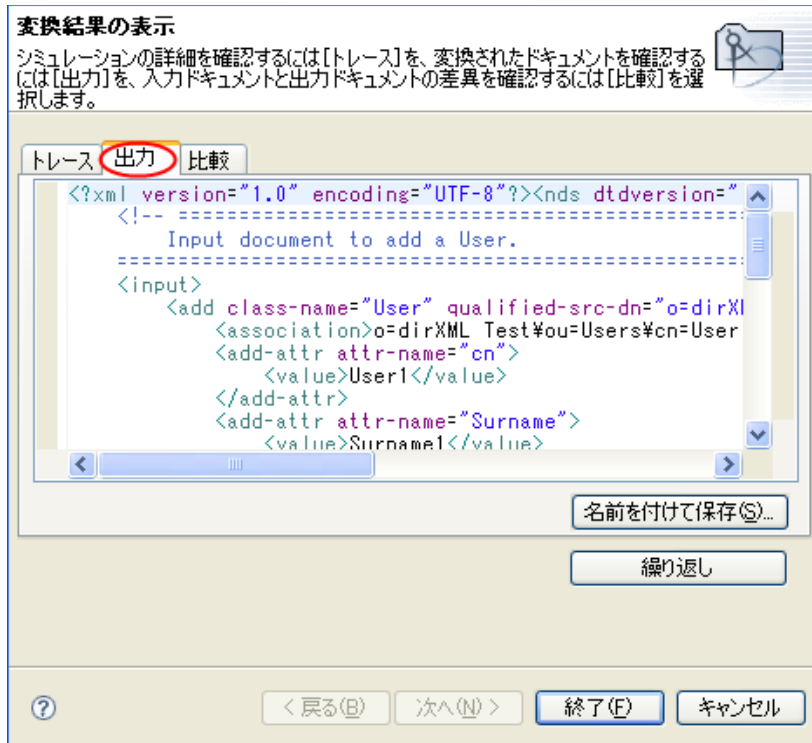 変換結果の表示
シミュレーションの詳細を確認するには[トレース]を、変換されたドキュメントを確認する
には[出力]を、入力ドキュメントと出力ドキュメントの差異を確認するには[比較]を選
択します。
トレース 出力 比較
<?xml version="1.0" encoding="UTF-8"?><nds dtdversion="
<!-- ==================================================
Input document to add a User.
==================================================
<input>
<add class-name="User" qualified-src-dn="o=dirX
<association>o=dirXML Test¥ou=Users¥cn=User
<add-attr attr-name="cn">
<value>User1</value>
</add-attr>
<add-attr attr-name="Surname">
<value>Surname1</value>
名前を付けて保存(S)...
繰り返し
< 戻る(B) 次へ(N) > 終了(F) キャンセル